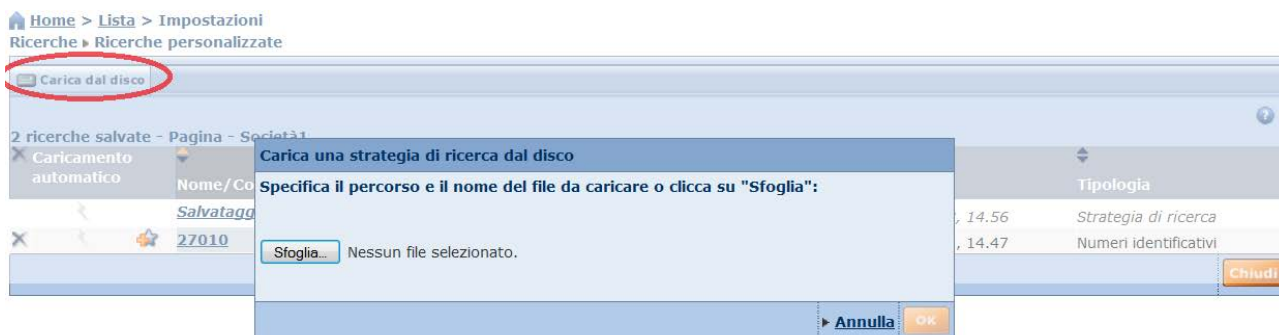 Home > Lista > Impostazioni
Ricerche ▸ Ricerche personalizzate
Carica dal disco
2 ricerche salvate - Pagina - Società1
Carica una strategia di ricerca dal disco
Caricamento automatico
Nome/Co
Tipologia
Specifica il percorso e il nome del file da caricare o clicca su "Sfoglia":
Salvatagg
, 14.56
Strategia di ricerca
27010
, 14.47
Numeri identificativi
Sfoglia...
Nessun file selezionato.
Chiudi
Annulla
OK